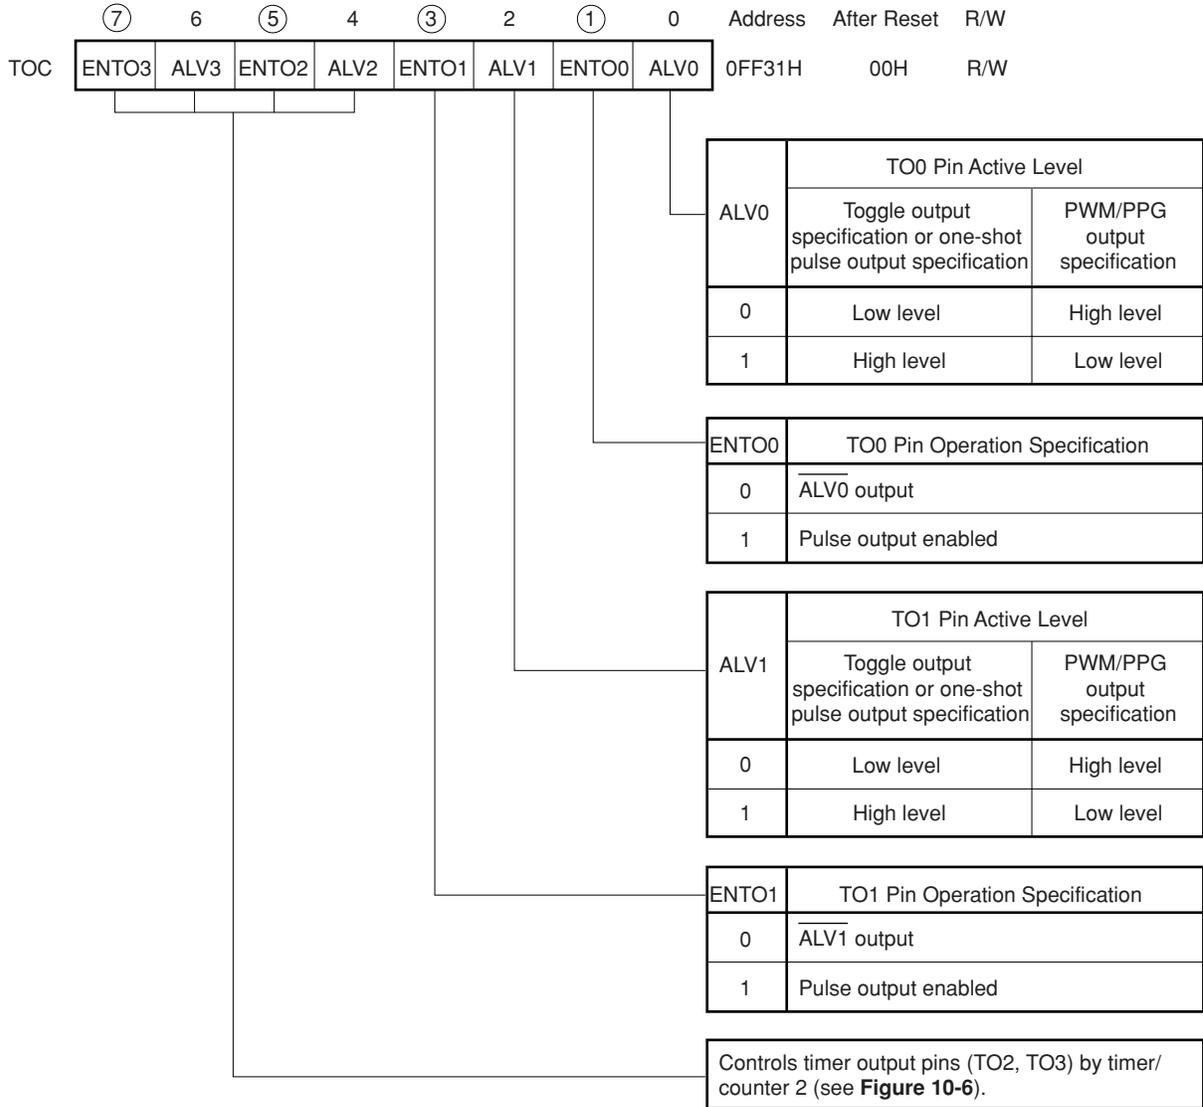 ⑦ 6 ⑤ 4 ③ 2 ① 0 Address After Reset R/W
TOC ENTO3 ALV3 ENTO2 ALV2 ENTO1 ALV1 ENTO0 ALV0 0FF31H 00H R/W
ALV0 TO0 Pin Active Level
Toggle output
specification or one-shot
pulse output specification
PWM/PPG
output
specification
0 Low level High level
1 High level Low level
ENTO0 TO0 Pin Operation Specification
0 A̅L̅V̅0̅ output
1 Pulse output enabled
ALV1 TO1 Pin Active Level
Toggle output
specification or one-shot
pulse output specification
PWM/PPG
output
specification
0 Low level High level
1 High level Low level
ENTO1 TO1 Pin Operation Specification
0 A̅L̅V̅1̅ output
1 Pulse output enabled
Controls timer output pins (TO2, TO3) by timer/
counter 2 (see Figure 10-6).